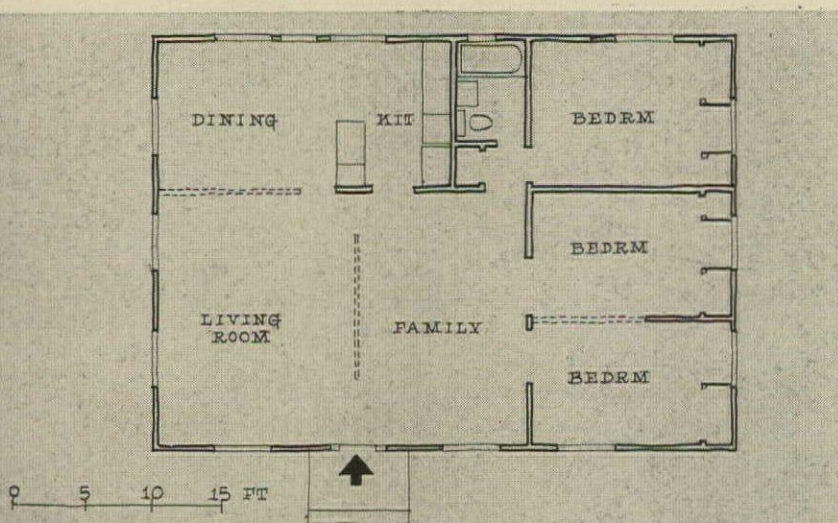 DINING
KIT
BEDRM
BEDRM
LIVING
ROOM
FAMILY
BEDRM
0 5 10 15 FT